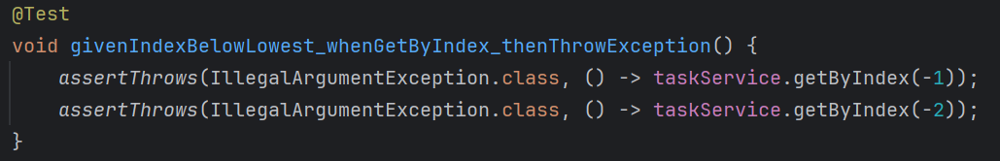 @Test
void givenIndexBelowLowest_whenGetByIndex_thenThrowException() {
    assertThrows(IllegalArgumentException.class, () -> taskService.getByIndex(-1));
    assertThrows(IllegalArgumentException.class, () -> taskService.getByIndex(-2));
}